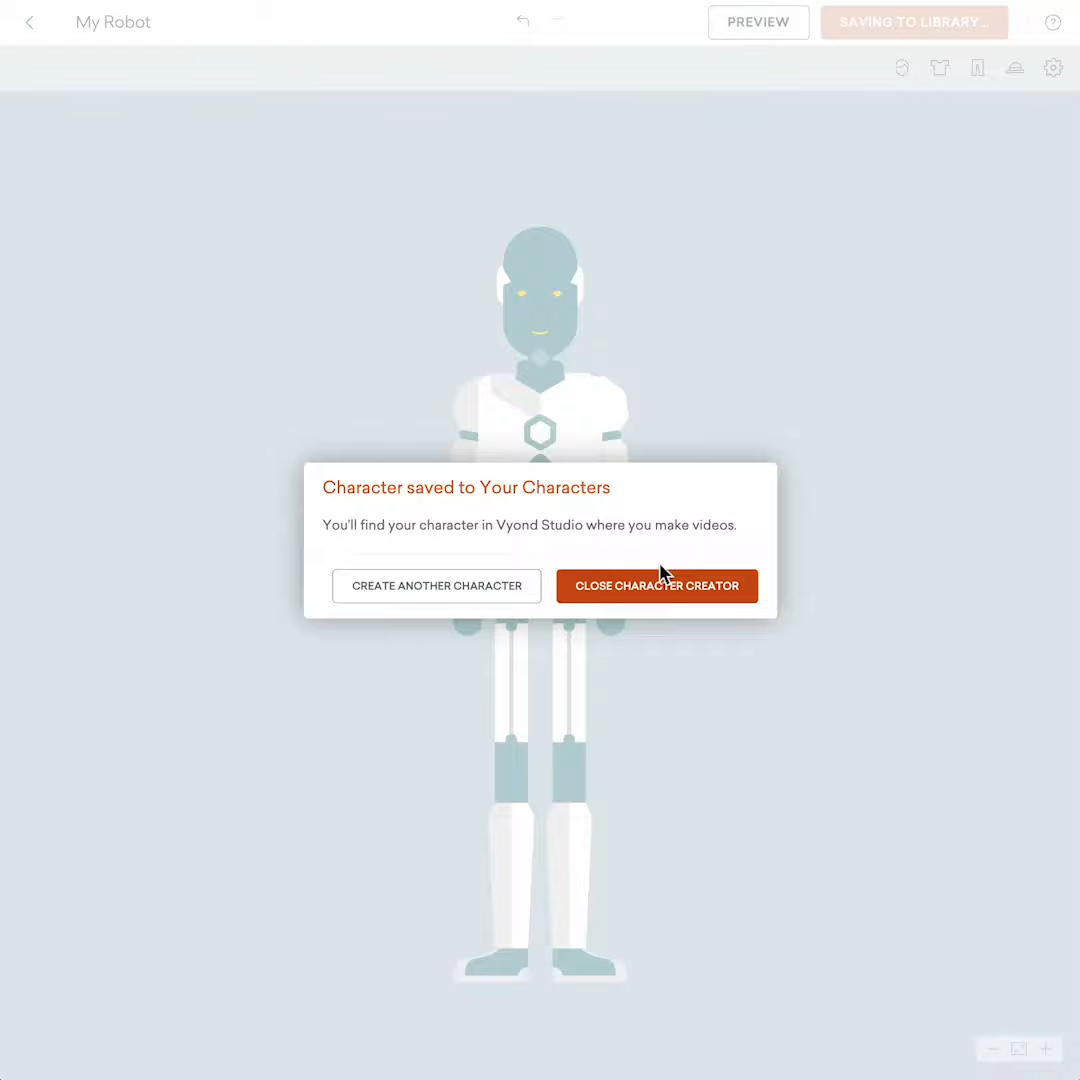 My Robot
PREVIEW
SAVING TO LIBRARY...
Character saved to Your Characters
You'll find your character in Vyond Studio where you make videos.
CREATE ANOTHER CHARACTER
CLOSE CHARACTER CREATOR